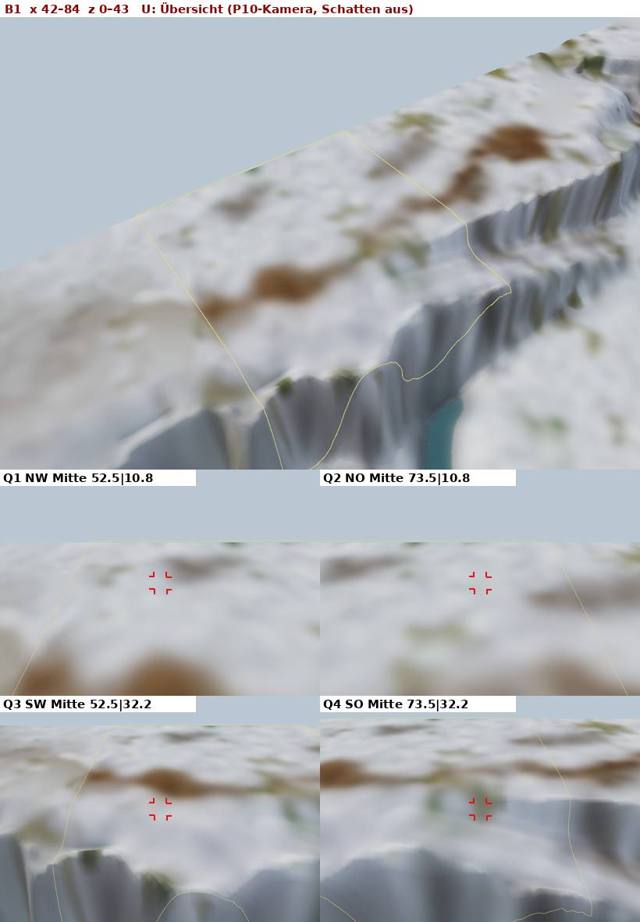 B1 x 42-84 z 0-43 U: Übersicht (P10-Kamera, Schatten aus)
Q1 NW Mitte 52.5|10.8
Q2 NO Mitte 73.5|10.8
Q3 SW Mitte 52.5|32.2
Q4 SO Mitte 73.5|32.2